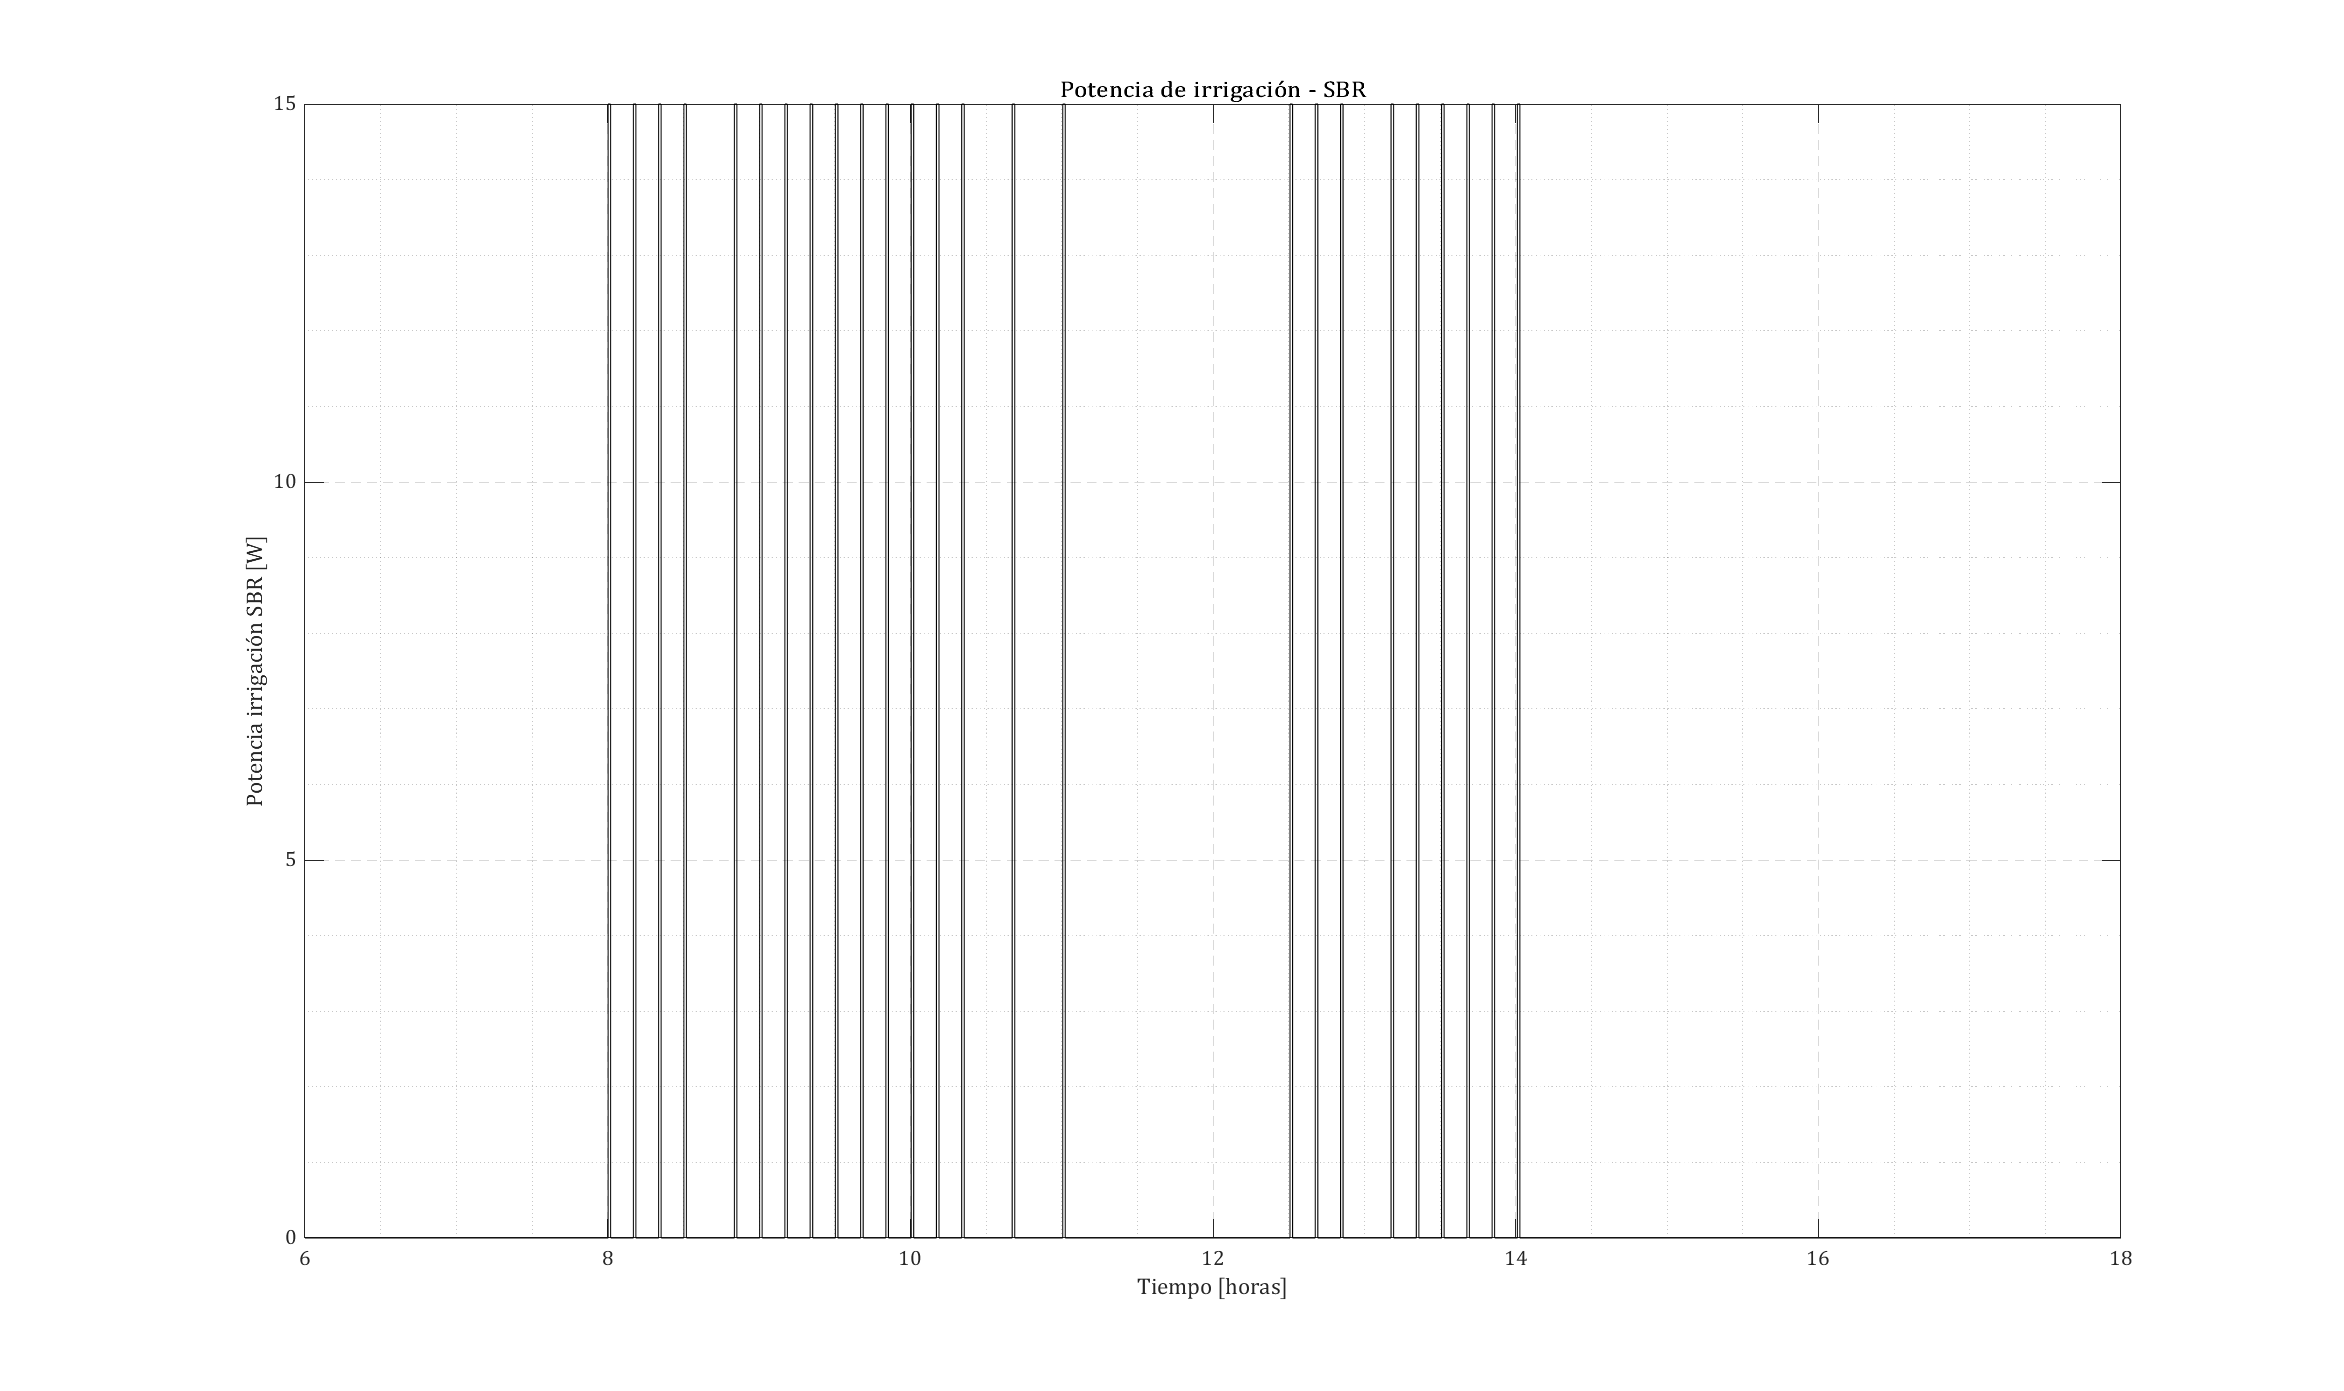 Potencia de irrigación - SBR
15
10
5
0
Potencia irrigación SBR [W]
6 8 10 12 14 16 18
Tiempo [horas]